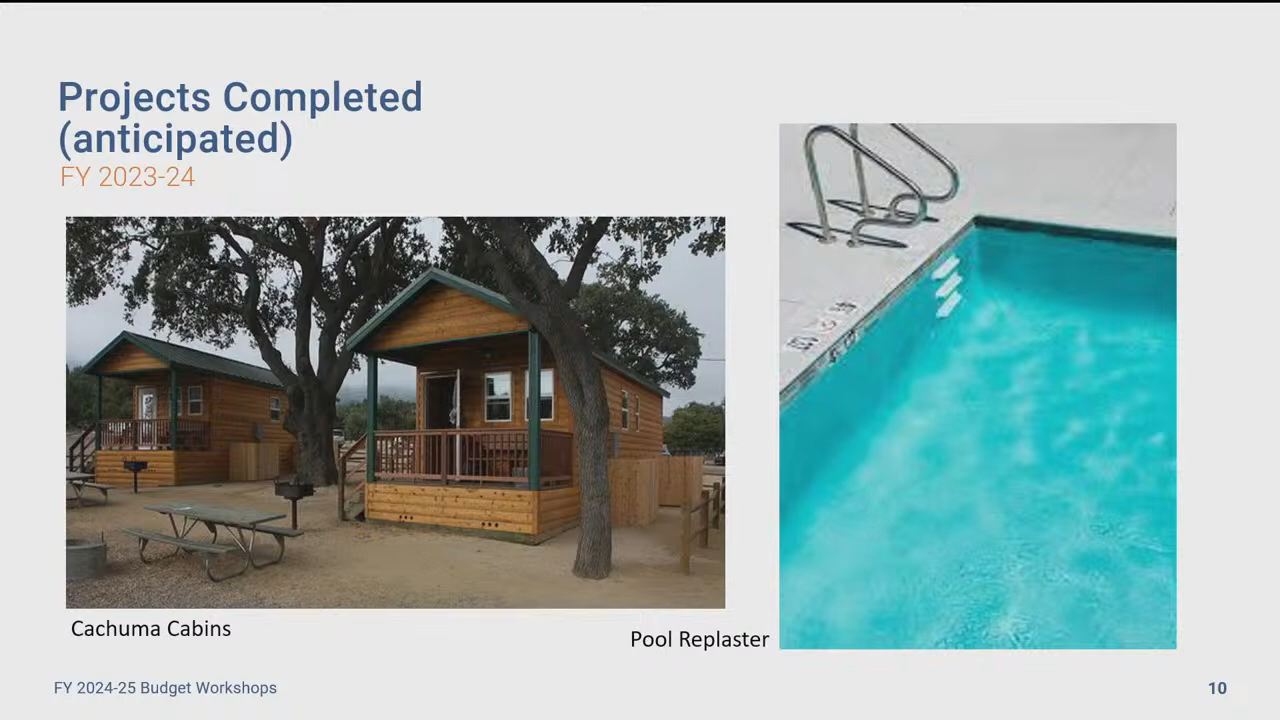 Projects Completed
(anticipated)
FY 2023-24
Cachuma Cabins
Pool Replaster
FY 2024-25 Budget Workshops
10